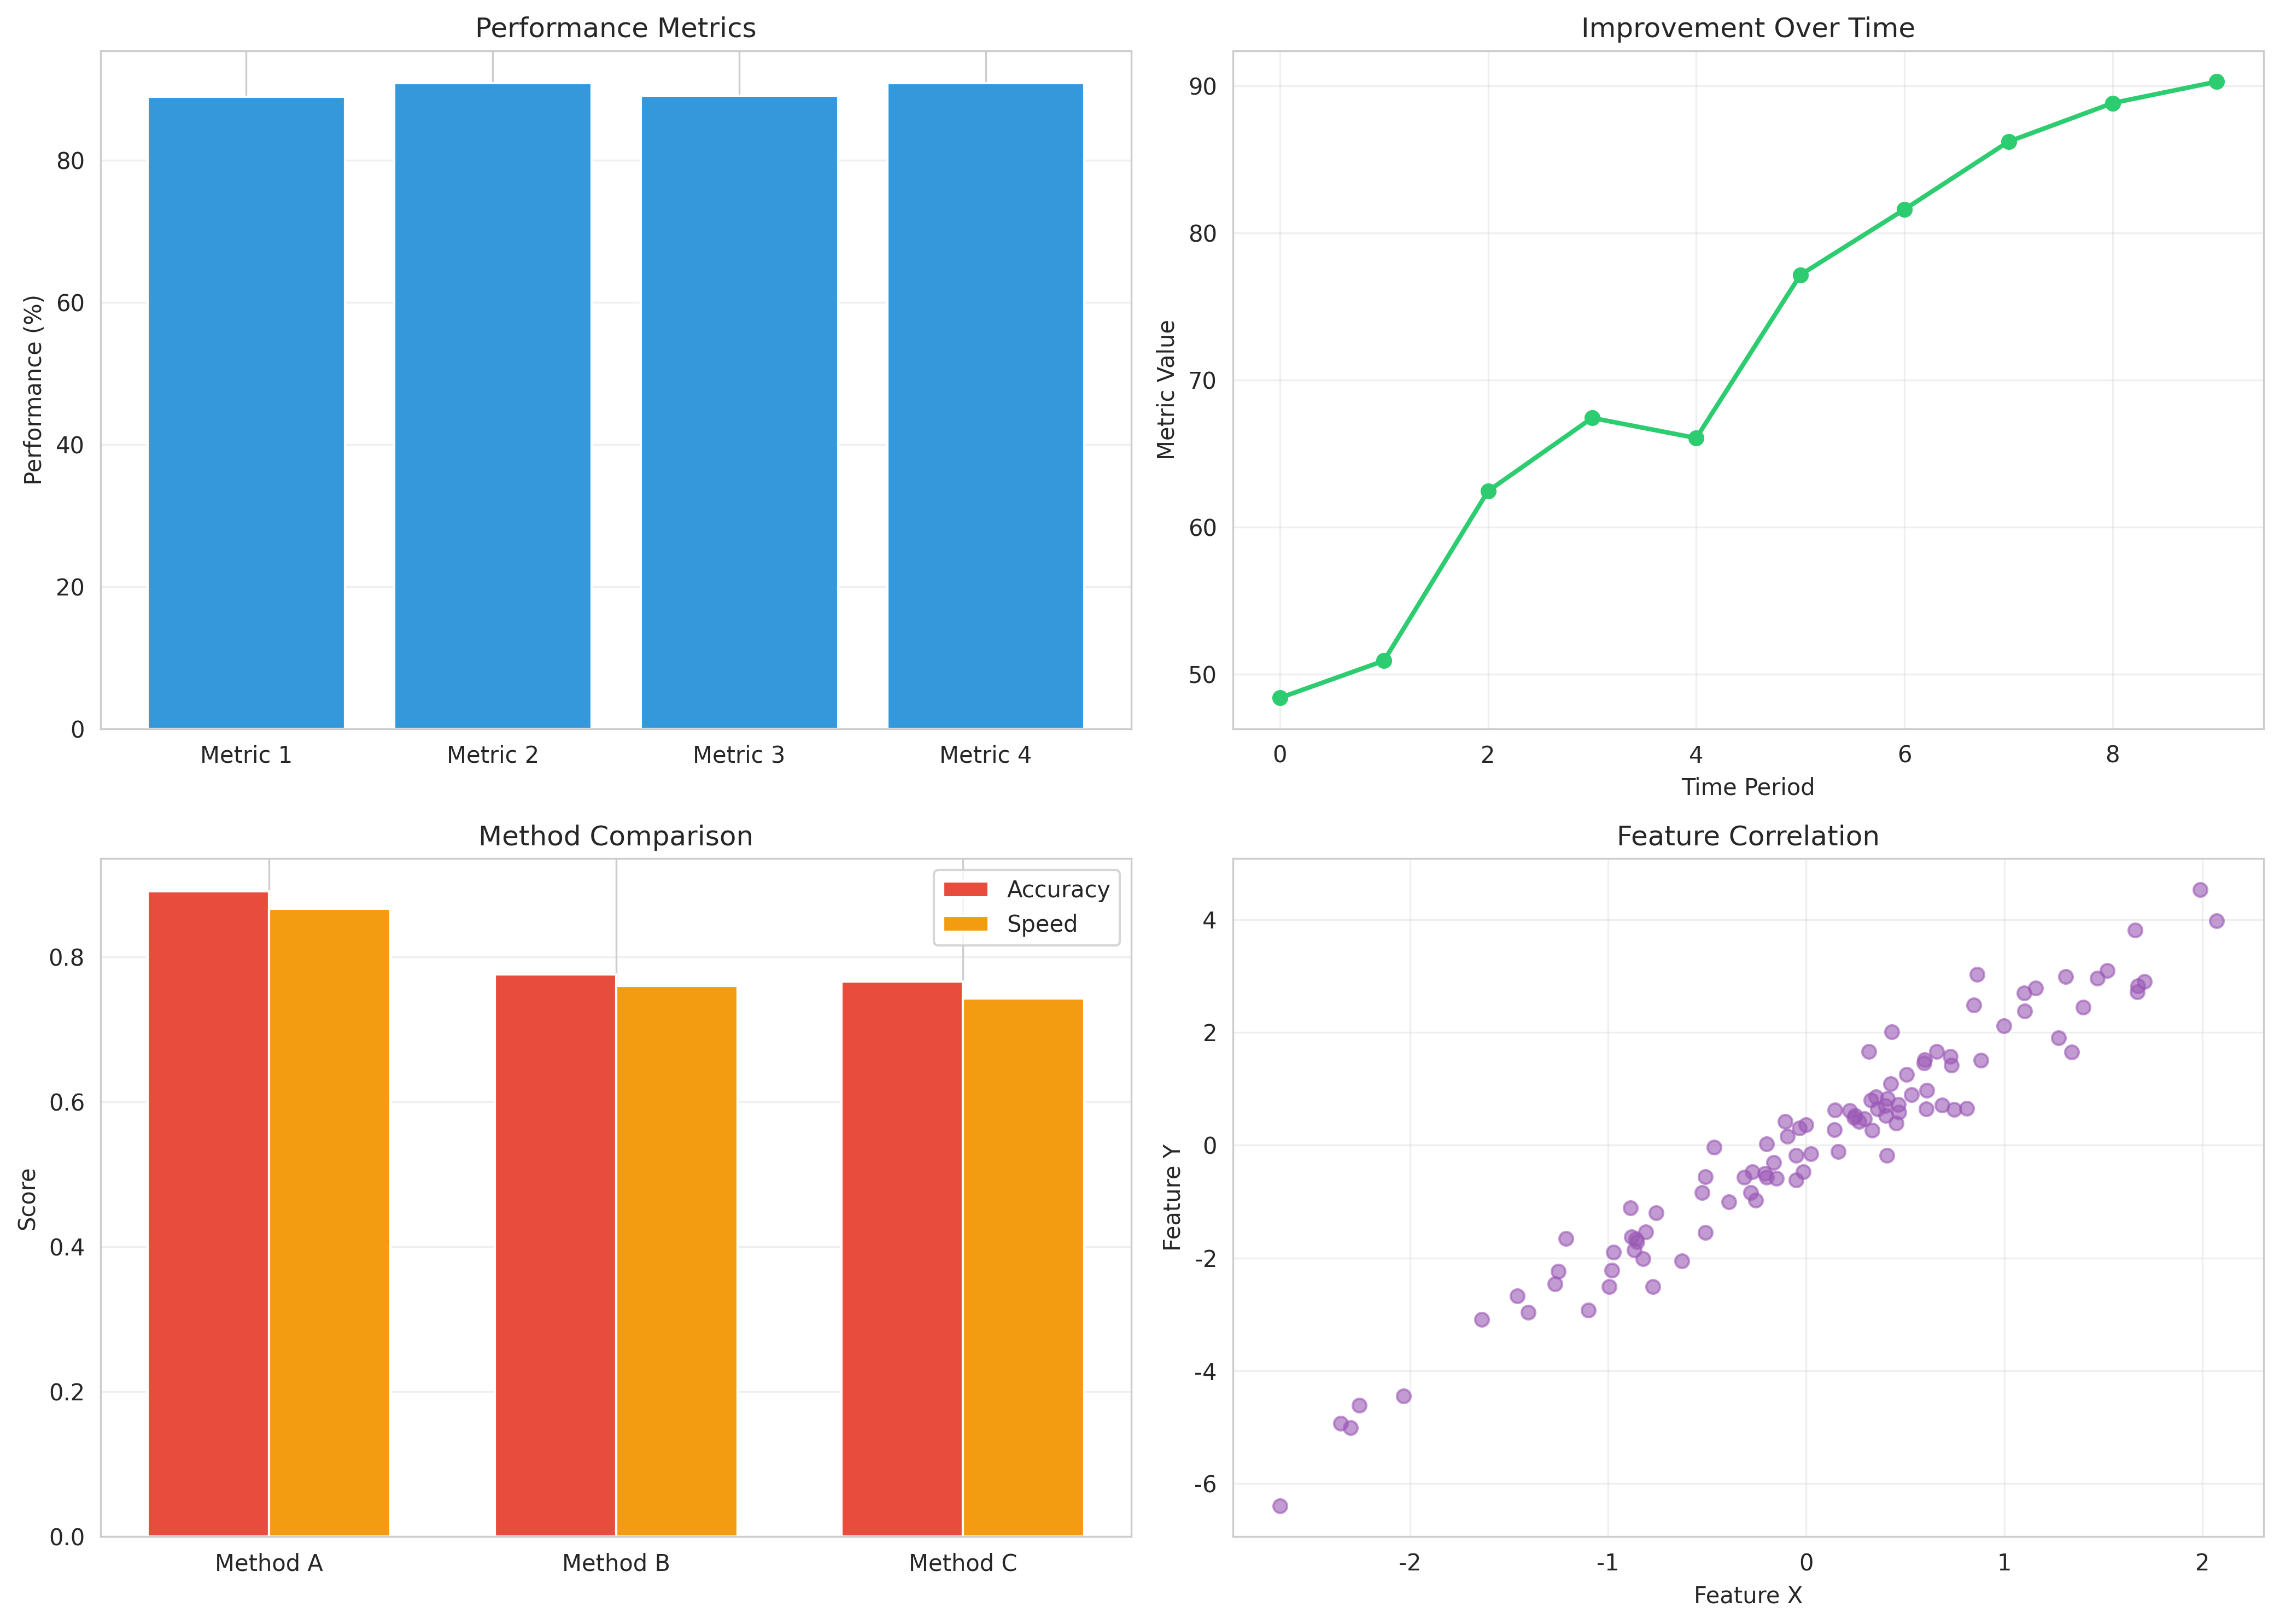 Performance Metrics
Performance (%)
80
60
40
20
0
Metric 1 Metric 2 Metric 3 Metric 4
Improvement Over Time
Metric Value
90
80
70
60
50
0 2 4 6 8
Time Period
Method Comparison
Accuracy
Speed
Score
0.8
0.6
0.4
0.2
0.0
Method A Method B Method C
Feature Correlation
Feature Y
4
2
0
-2
-4
-6
-2 -1 0 1 2
Feature X